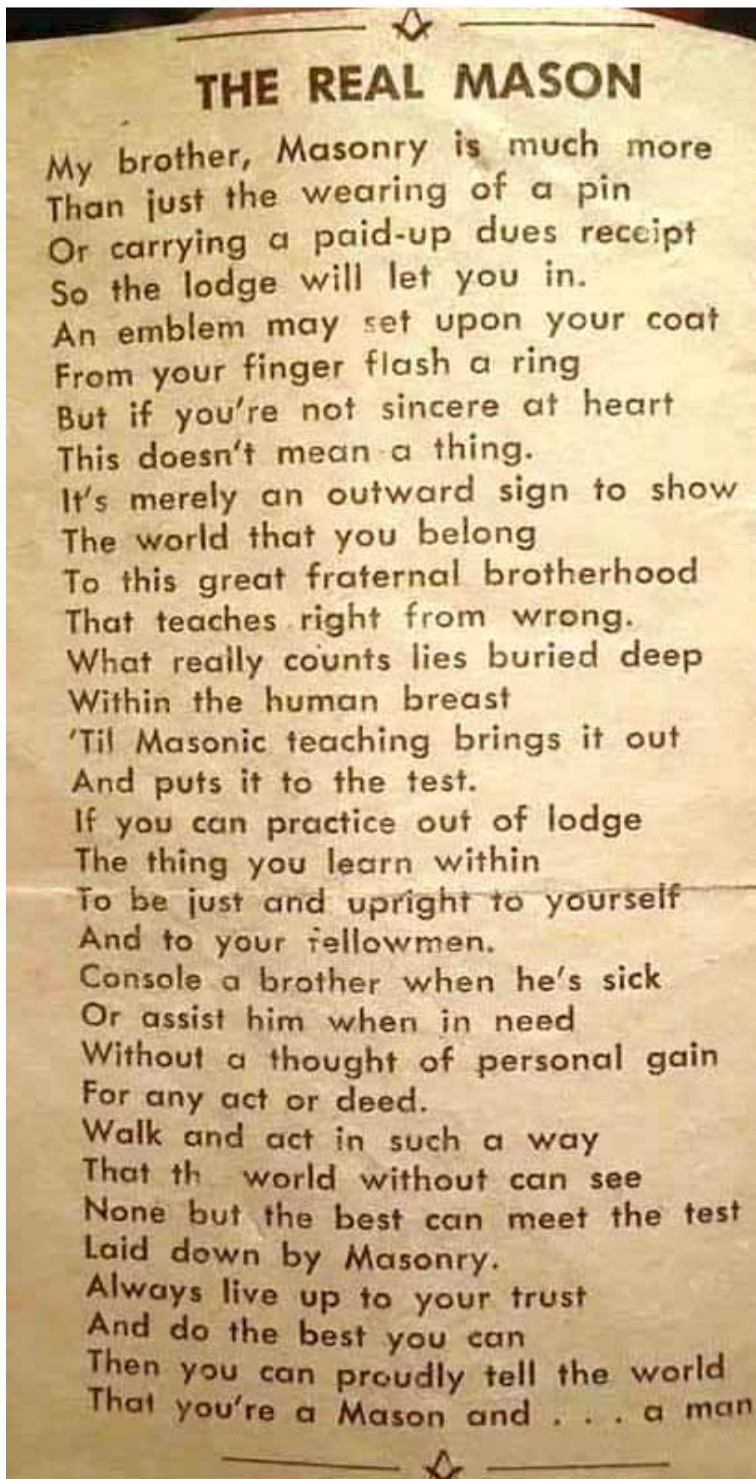 THE REAL MASON
My brother, Masonry is much more
Than just the wearing of a pin
Or carrying a paid-up dues receipt
So the lodge will let you in.
An emblem may set upon your coat
From your finger flash a ring
But if you're not sincere at heart
This doesn't mean a thing.
It's merely an outward sign to show
The world that you belong
To this great fraternal brotherhood
That teaches right from wrong.
What really counts lies buried deep
Within the human breast
'Til Masonic teaching brings it out
And puts it to the test.
If you can practice out of lodge
The thing you learn within
To be just and upright to yourself
And to your fellowmen.
Console a brother when he's sick
Or assist him when in need
Without a thought of personal gain
For any act or deed.
Walk and act in such a way
That th world without can see
None but the best can meet the test
Laid down by Masonry.
Always live up to your trust
And do the best you can
Then you can proudly tell the world
That you're a Mason and . . . a man